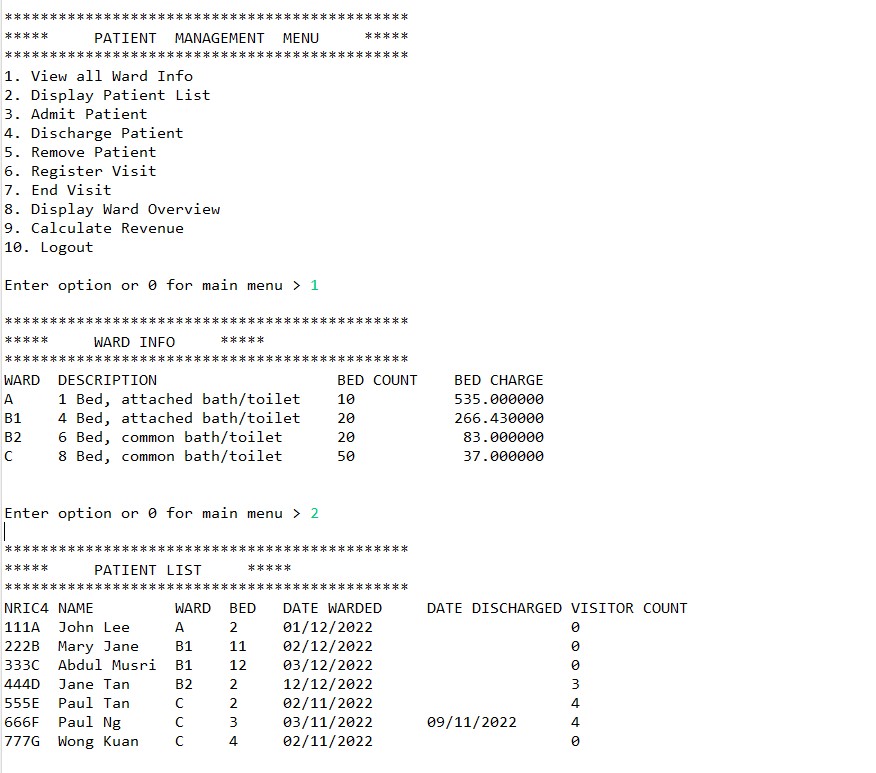 *********************************************
*****     PATIENT  MANAGEMENT  MENU     *****
*********************************************
1. View all Ward Info
2. Display Patient List
3. Admit Patient
4. Discharge Patient
5. Remove Patient
6. Register Visit
7. End Visit
8. Display Ward Overview
9. Calculate Revenue
10. Logout
Enter option or 0 for main menu > 1
*********************************************
*****     WARD INFO     *****
*********************************************
WARD  DESCRIPTION                    BED COUNT    BED CHARGE
A     1 Bed, attached bath/toilet    10           535.000000
B1    4 Bed, attached bath/toilet    20           266.430000
B2    6 Bed, common bath/toilet      20            83.000000
C     8 Bed, common bath/toilet      50            37.000000
Enter option or 0 for main menu > 2
*********************************************
*****     PATIENT LIST     *****
*********************************************
NRIC4 NAME         WARD  BED   DATE WARDED     DATE DISCHARGED VISITOR COUNT
111A  John Lee     A     2     01/12/2022                      0
222B  Mary Jane    B1    11    02/12/2022                      0
333C  Abdul Musri  B1    12    03/12/2022                      0
444D  Jane Tan     B2    2     12/12/2022                      3
555E  Paul Tan     C     2     02/11/2022                      4
666F  Paul Ng      C     3     03/11/2022      09/11/2022      4
777G  Wong Kuan    C     4     02/11/2022                      0